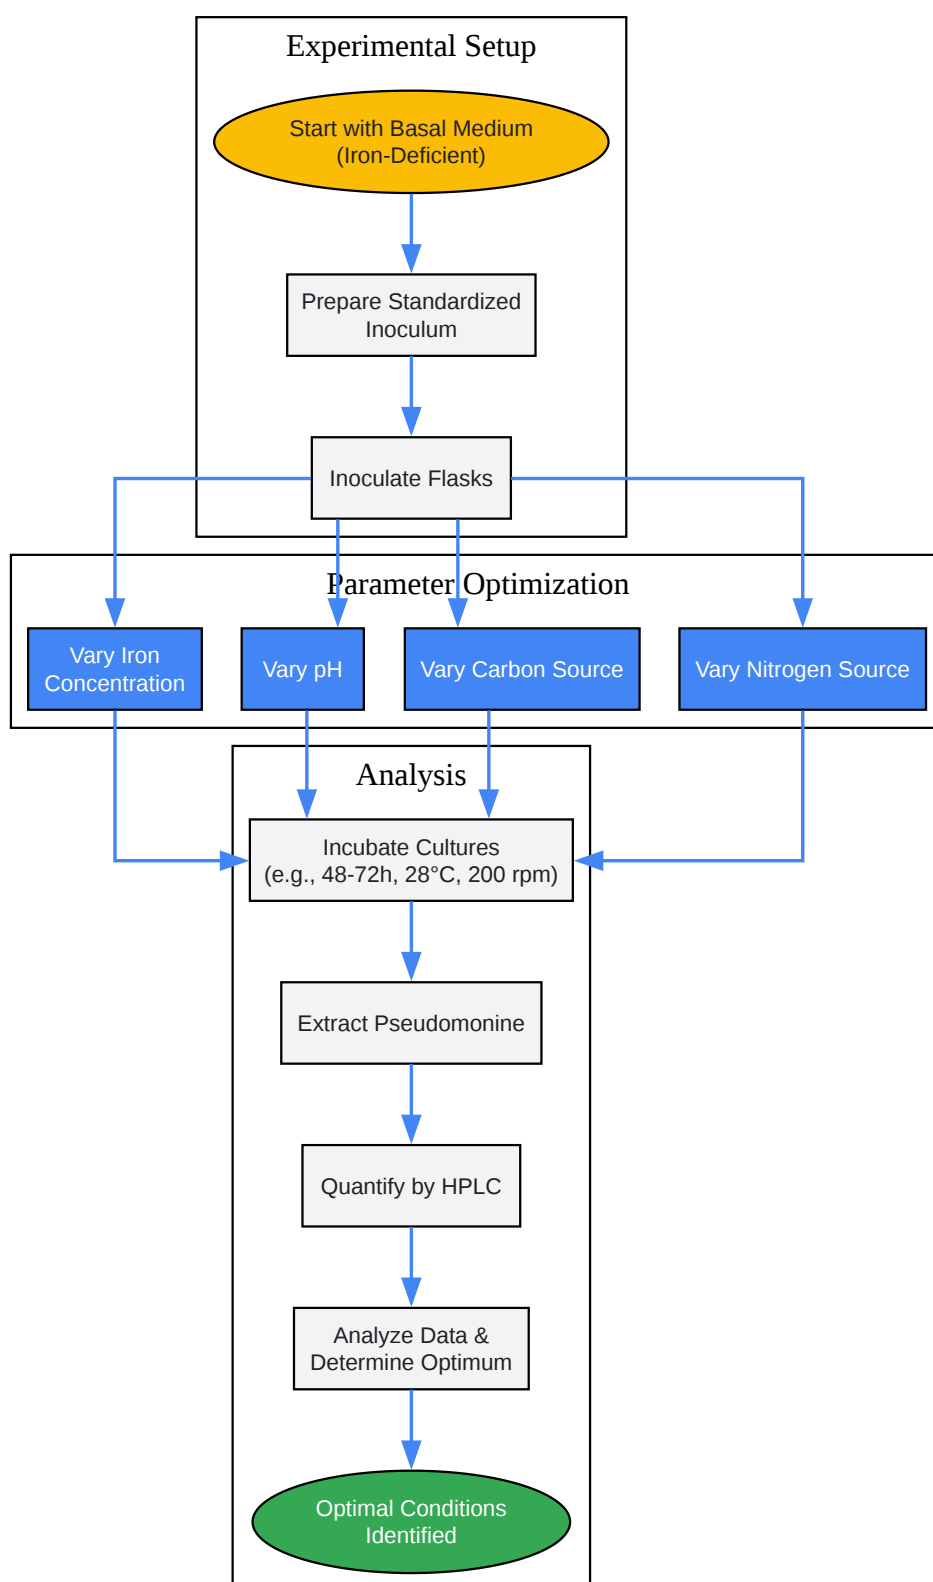 Experimental Setup
Start with Basal Medium
(Iron-Deficient)
Prepare Standardized
Inoculum
Inoculate Flasks
Parameter Optimization
Vary Iron
Concentration
Vary pH
Vary Carbon Source
Vary Nitrogen Source
Analysis
Incubate Cultures
(e.g., 48-72h, 28°C, 200 rpm)
Extract Pseudomonine
Quantify by HPLC
Analyze Data &
Determine Optimum
Optimal Conditions
Identified